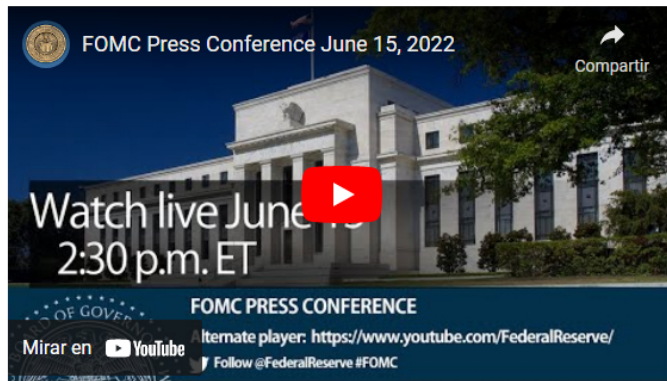 FOMC Press Conference June 15, 2022
Compartir
Watch live June
2:30 p.m. ET
FOMC PRESS CONFERENCE
Alternate player: https://www.youtube.com/FederalReserve/
Mirar en YouTube
Follow @FederalReserve #FOMC